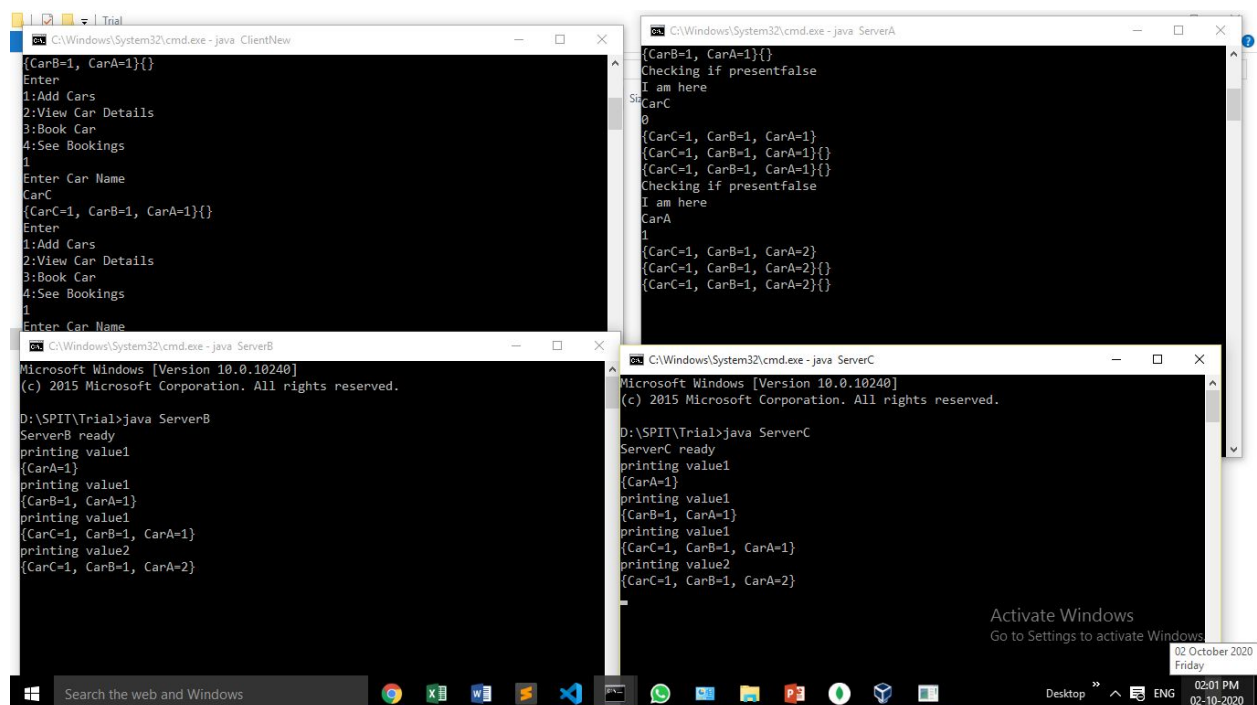 Trial
C:\Windows\System32\cmd.exe - java ClientNew
{CarB=1, CarA=1}{}
Enter
1:Add Cars
2:View Car Details
3:Book Car
4:See Bookings
1
Enter Car Name
CarC
{CarC=1, CarB=1, CarA=1}{}
Enter
1:Add Cars
2:View Car Details
3:Book Car
4:See Bookings
1
Enter Car Name
C:\Windows\System32\cmd.exe - java ServerA
{CarB=1, CarA=1}{}
Checking if presentfalse
I am here
CarC
0
{CarC=1, CarB=1, CarA=1}
{CarC=1, CarB=1, CarA=1}{}
{CarC=1, CarB=1, CarA=1}{}
Checking if presentfalse
I am here
CarA
1
{CarC=1, CarB=1, CarA=2}
{CarC=1, CarB=1, CarA=2}{}
{CarC=1, CarB=1, CarA=2}{}
C:\Windows\System32\cmd.exe - java ServerB
Microsoft Windows [Version 10.0.10240]
(c) 2015 Microsoft Corporation. All rights reserved.
D:\SPIT\Trial>java ServerB
ServerB ready
printing value1
{CarA=1}
printing value1
{CarB=1, CarA=1}
printing value1
{CarC=1, CarB=1, CarA=1}
printing value2
{CarC=1, CarB=1, CarA=2}
C:\Windows\System32\cmd.exe - java ServerC
Microsoft Windows [Version 10.0.10240]
(c) 2015 Microsoft Corporation. All rights reserved.
D:\SPIT\Trial>java ServerC
ServerC ready
printing value1
{CarA=1}
printing value1
{CarB=1, CarA=1}
printing value1
{CarC=1, CarB=1, CarA=1}
printing value2
{CarC=1, CarB=1, CarA=2}
Activate Windows
Go to Settings to activate Windows.
02 October 2020
Friday
Search the web and Windows
Desktop
ENG
02:01 PM
02-10-2020